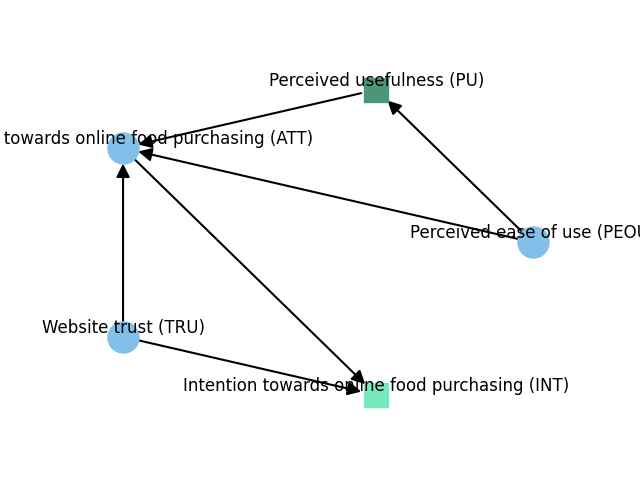 Perceived usefulness (PU)
towards online food purchasing (ATT)
Perceived ease of use (PEOU
Website trust (TRU)
Intention towards online food purchasing (INT)